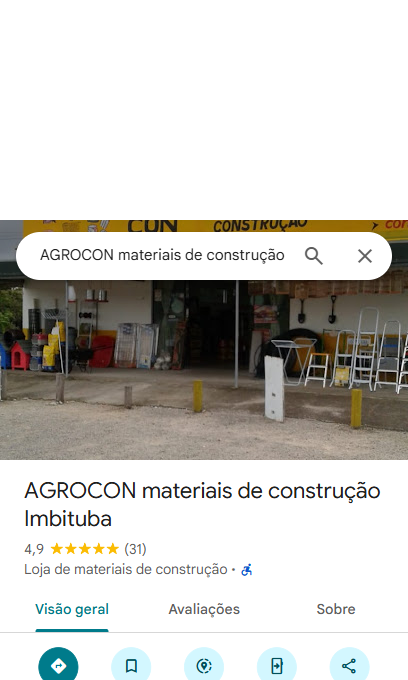 CON
CONSTRUÇÃO
AGROCON materiais de construção
AGROCON materiais de construção
Imbituba
4,9 (31)
Loja de materiais de construção •
Visão geral
Avaliações
Sobre